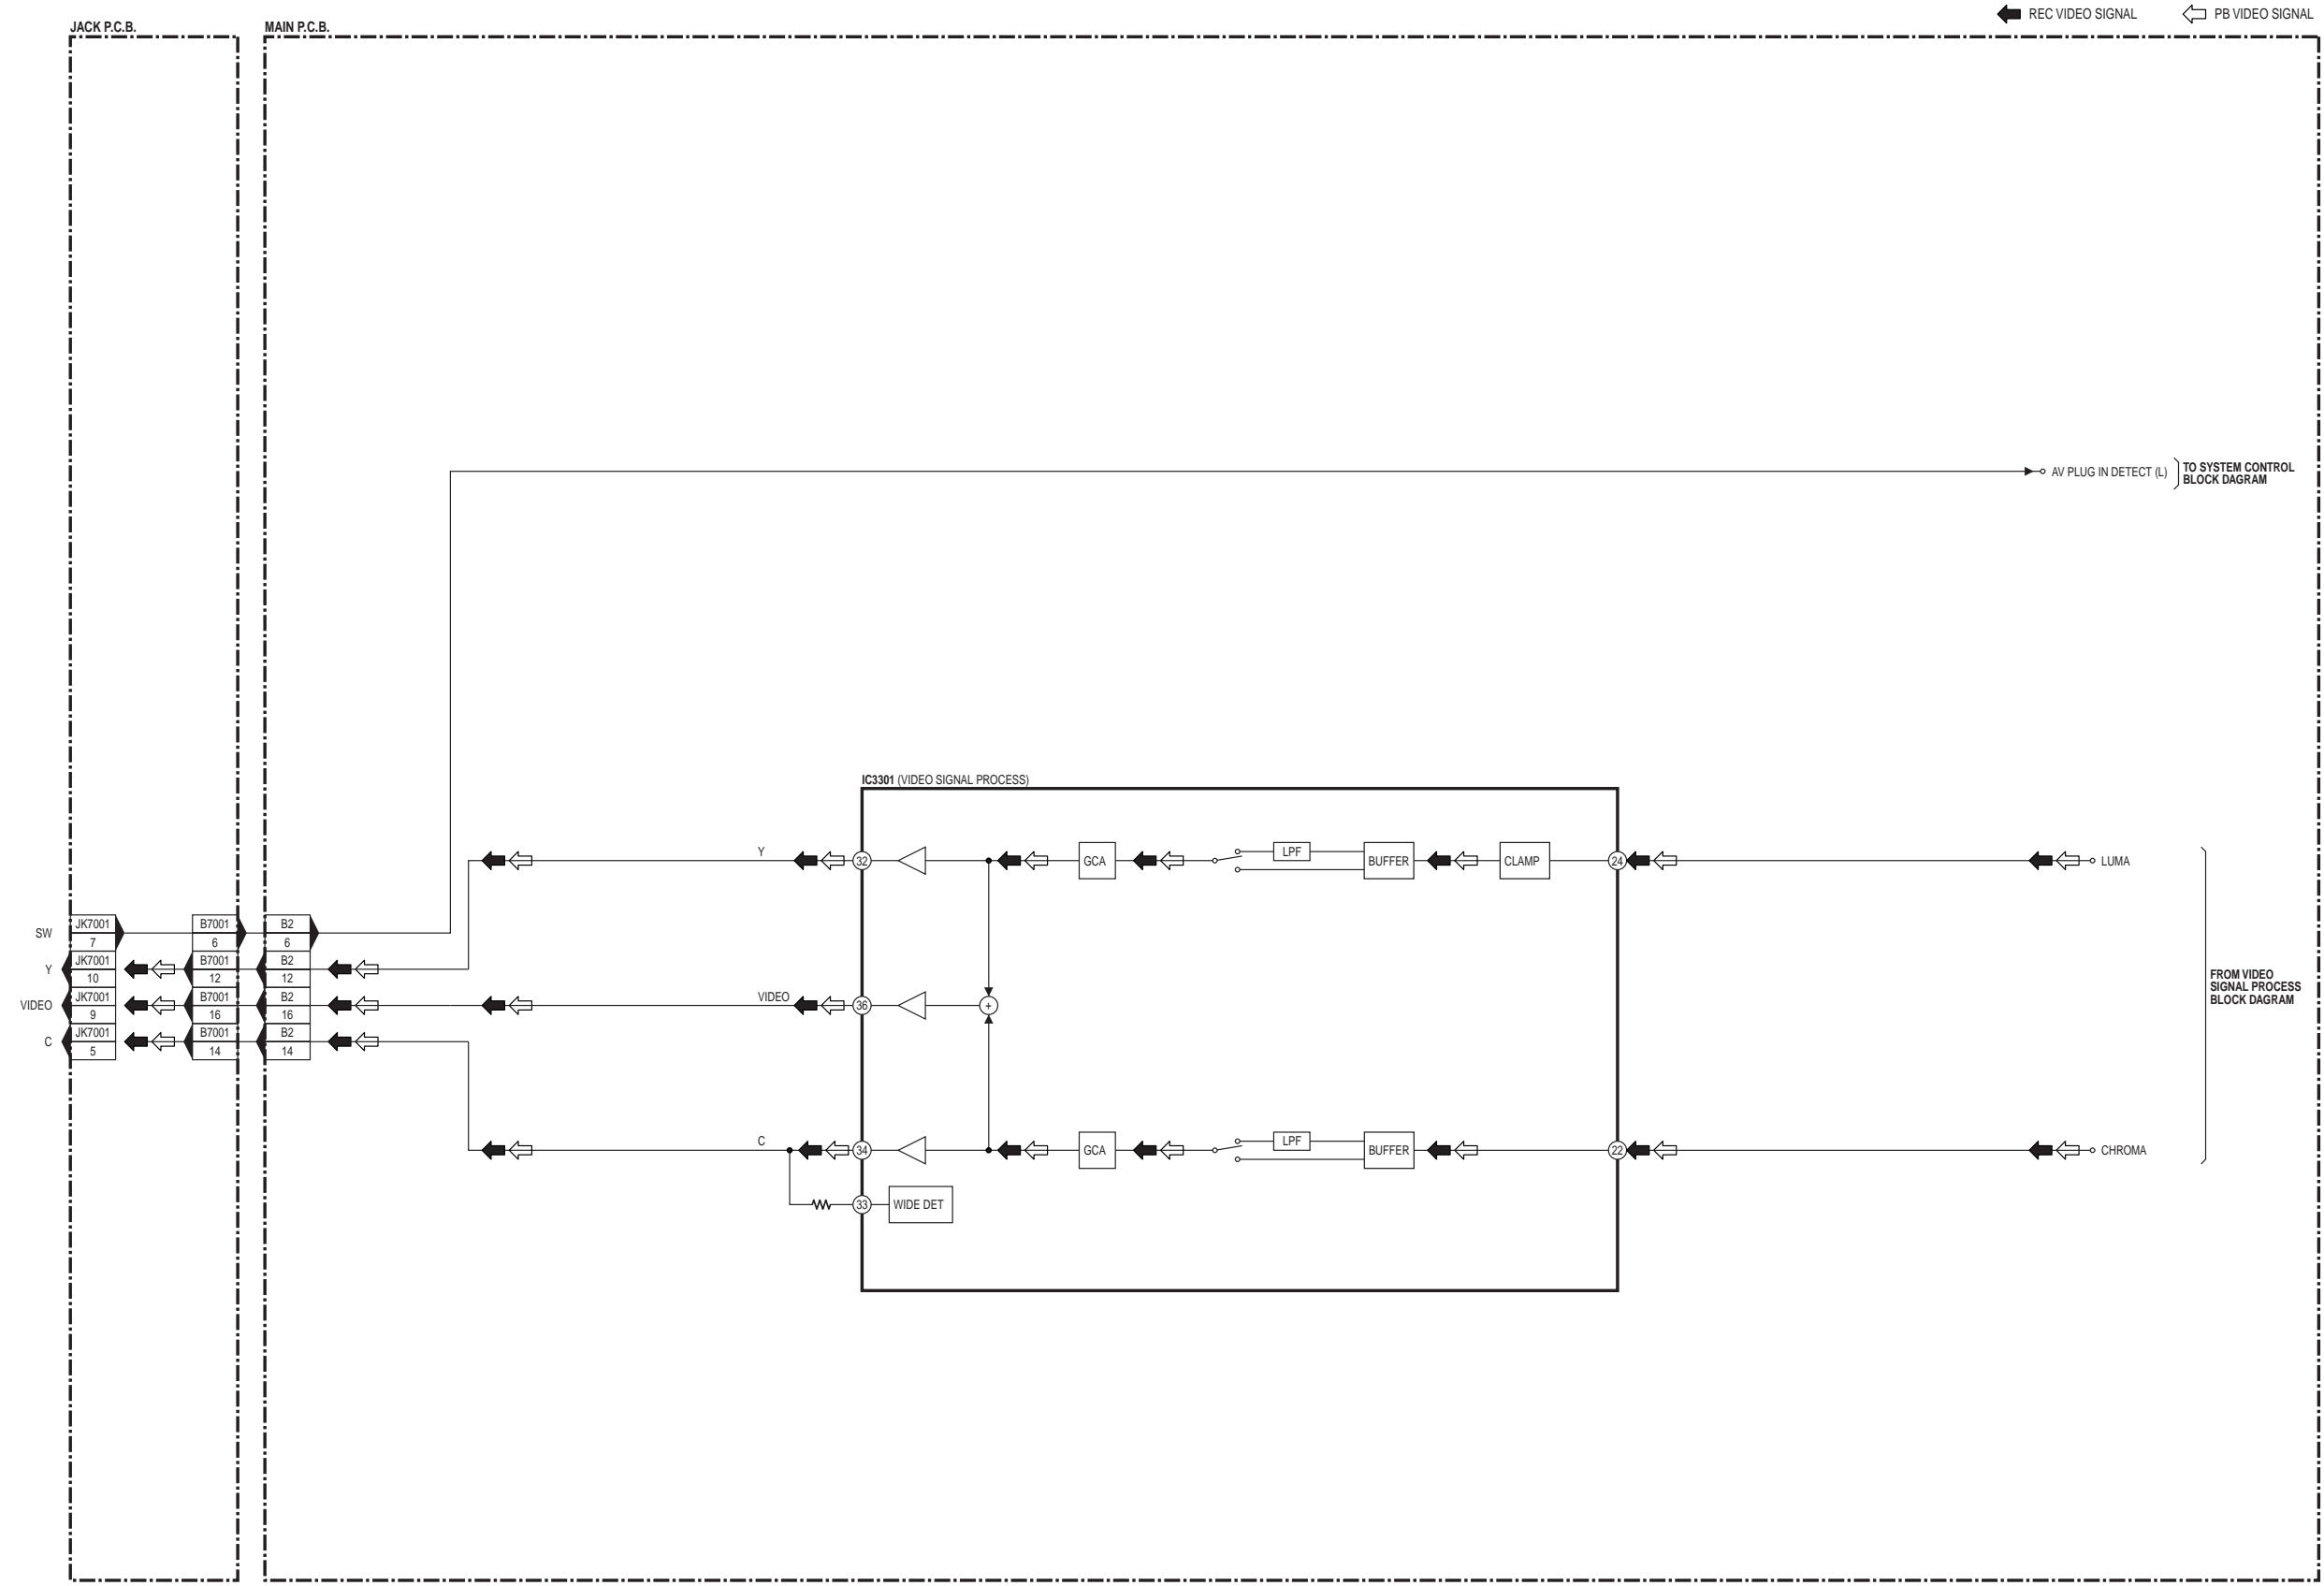 REC VIDEO SIGNAL
PB VIDEO SIGNAL
JACK P.C.B.
MAIN P.C.B.
AV PLUG IN DETECT (L)
TO SYSTEM CONTROL
BLOCK DAGRAM
IC3301 (VIDEO SIGNAL PROCESS)
Y
32
GCA
LPF
BUFFER
CLAMP
24
LUMA
SW
JK7001
7
B7001
6
B2
6
Y
JK7001
10
B7001
12
B2
12
VIDEO
JK7001
9
B7001
16
B2
16
VIDEO
36
+
C
JK7001
5
B7001
14
B2
14
FROM VIDEO
SIGNAL PROCESS
BLOCK DAGRAM
C
34
GCA
LPF
BUFFER
22
CHROMA
33
WIDE DET